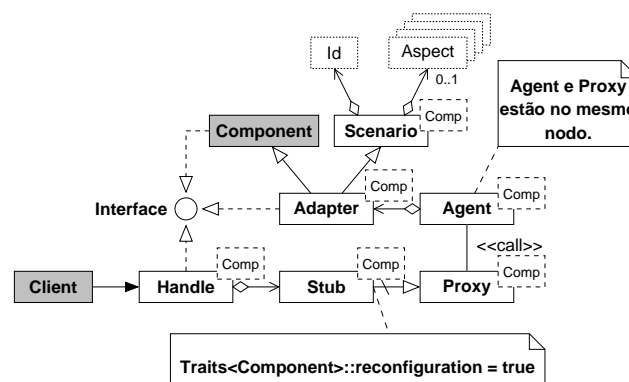 Id
Aspect
0..1
Agent e Proxy
estão no mesmo
nodo.
Component
Scenario
Comp
Interface
Adapter
Comp
Agent
Comp
<<call>>
Client
Handle
Comp
Stub
Comp
Proxy
Comp
Traits<Component>::reconfiguration = true